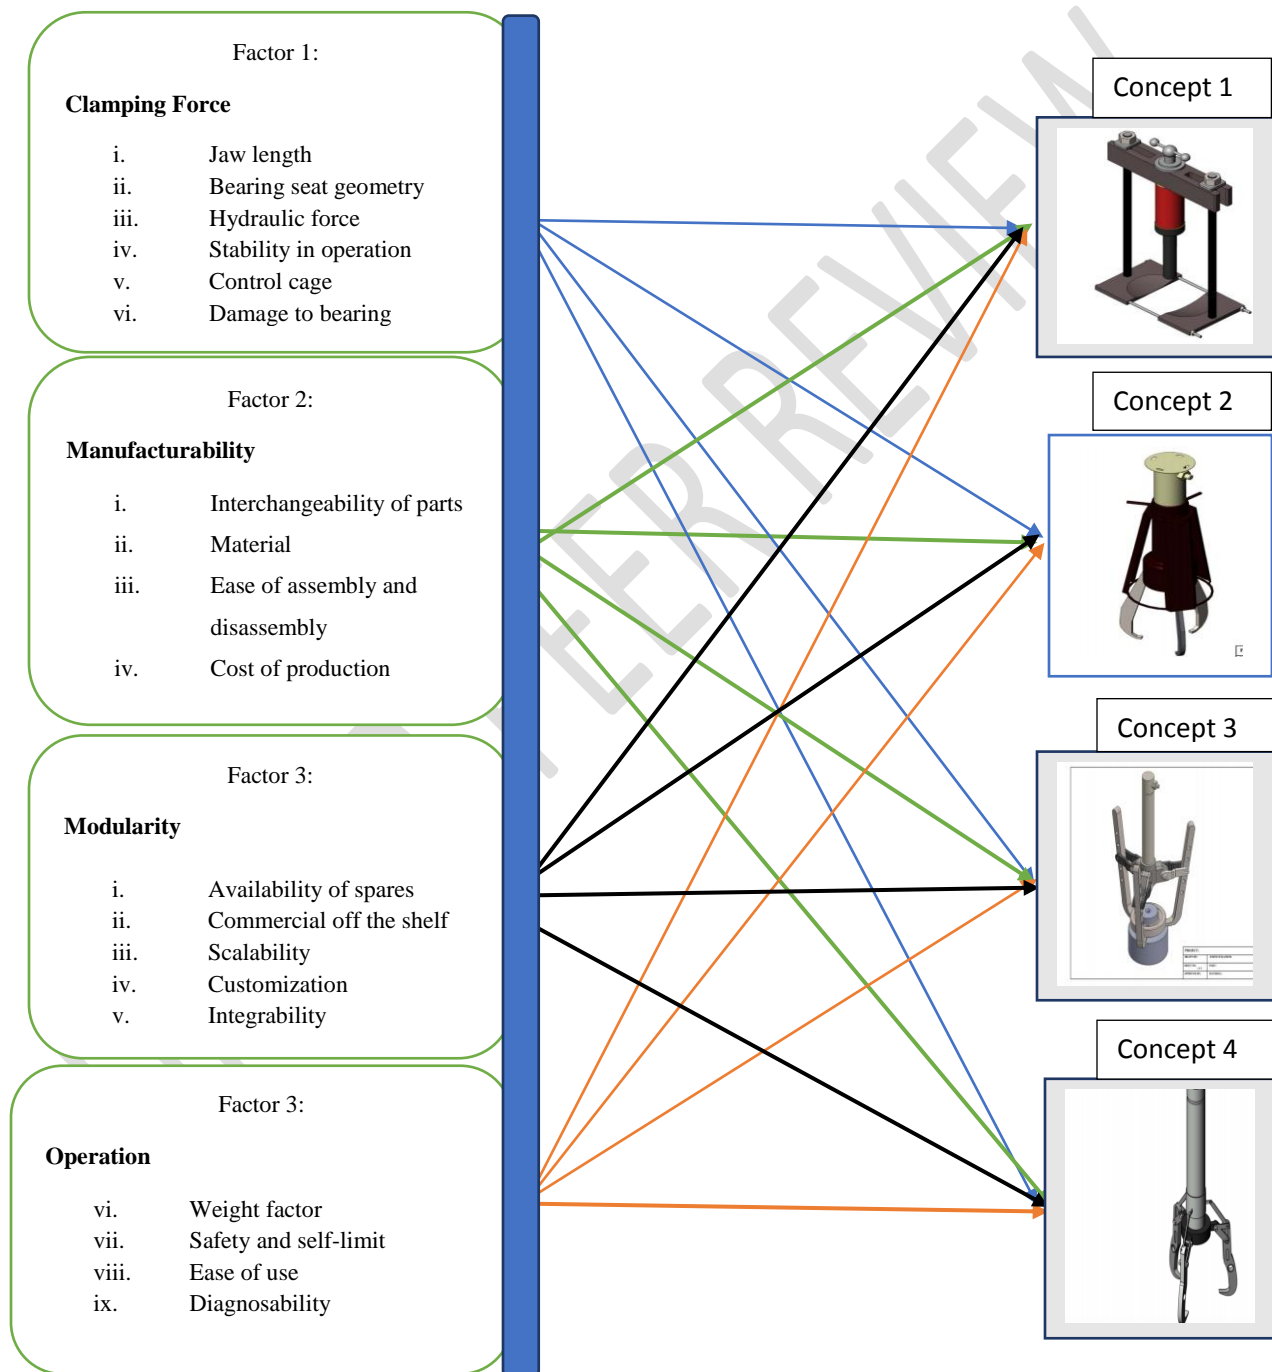 Factor 1:
Clamping Force
i. Jaw length
ii. Bearing seat geometry
iii. Hydraulic force
iv. Stability in operation
v. Control cage
vi. Damage to bearing
Factor 2:
Manufacturability
i. Interchangeability of parts
ii. Material
iii. Ease of assembly and
disassembly
iv. Cost of production
Factor 3:
Modularity
i. Availability of spares
ii. Commercial off the shelf
iii. Scalability
iv. Customization
v. Integrability
Factor 3:
Operation
vi. Weight factor
vii. Safety and self-limit
viii. Ease of use
ix. Diagnosability
Concept 1
Concept 2
Concept 3
Concept 4
REVIEW